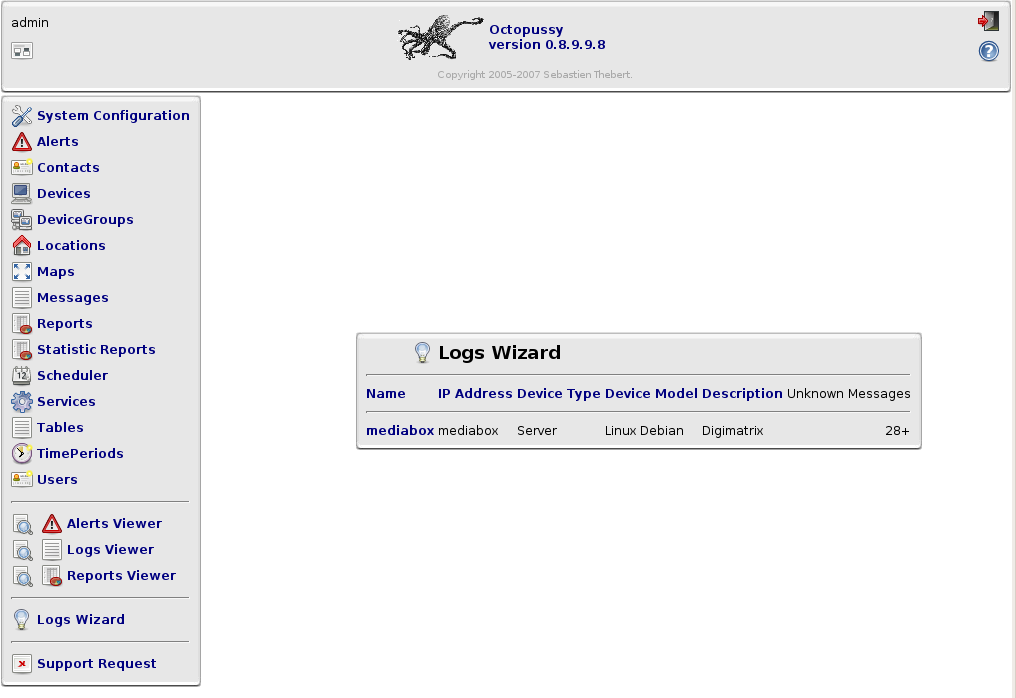 admin
Octopussy
version 0.8.9.9.8
Copyright 2005-2007 Sebastien Thebert.
?
System Configuration
Alerts
Contacts
Devices
DeviceGroups
Locations
Maps
Messages
Reports
Statistic Reports
12
Scheduler
Services
Tables
TimePeriods
Users
Alerts Viewer
Logs Viewer
Reports Viewer
Logs Wizard
Support Request
Logs Wizard
Name IP Address Device Type Device Model Description Unknown Messages
mediabox mediabox Server Linux Debian Digimatrix 28+